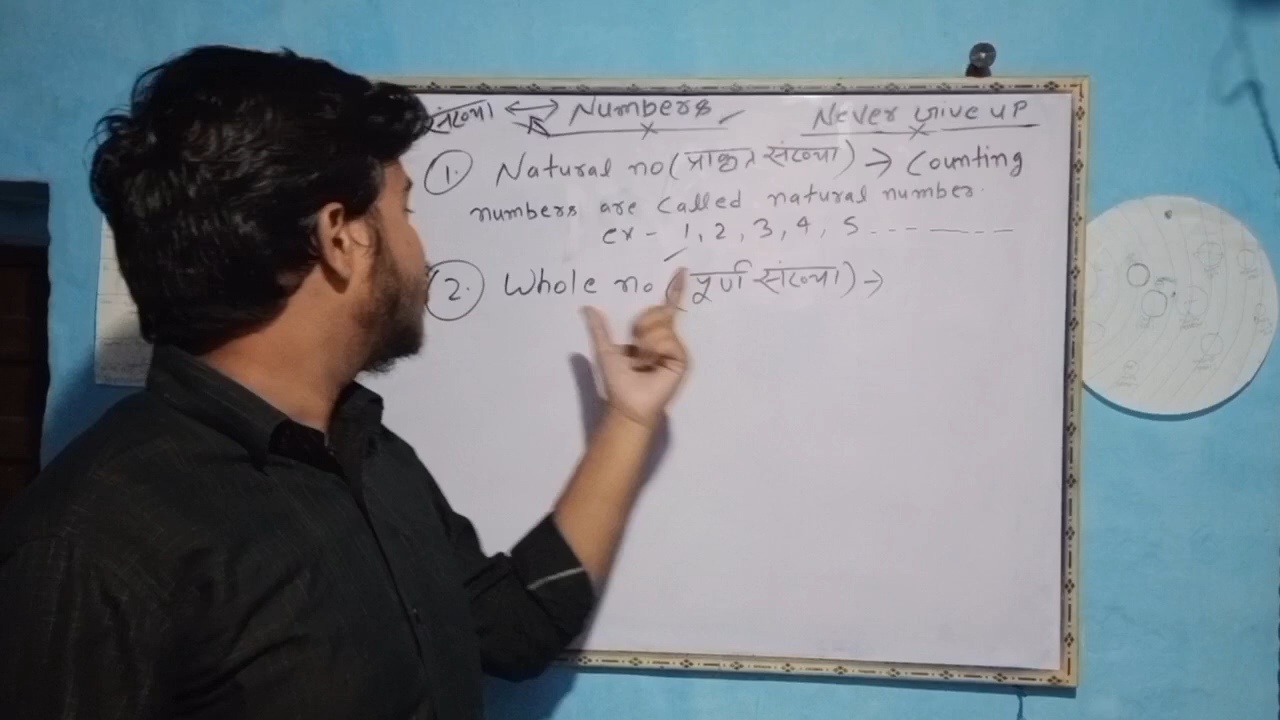 संख्या ↔ Numbers
Never Give UP
1. Natural no (प्राकृत संख्या) → Counting
numbers are called natural number.
ex - 1, 2, 3, 4, 5 - - - - - - -
2. Whole no (पूर्ण संख्या) →